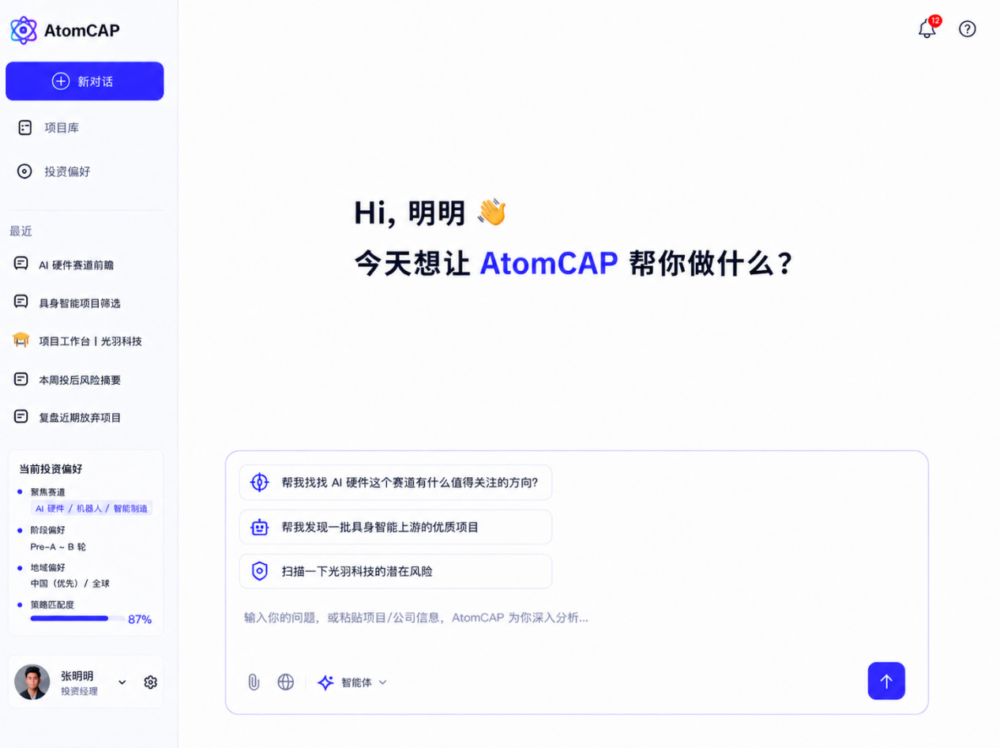 AtomCAP
12
新对话
项目库
投资偏好
最近
AI 硬件赛道前瞻
具身智能项目筛选
项目工作台丨光羽科技
本周投后风险摘要
复盘近期放弃项目
当前投资偏好
聚焦赛道
AI 硬件 / 机器人 / 智能制造
阶段偏好
Pre-A ~ B 轮
地域偏好
中国（优先）/ 全球
策略匹配度
87%
张明明
投资经理
Hi, 明明 👋
今天想让 AtomCAP 帮你做什么？
帮我找找 AI 硬件这个赛道有什么值得关注的方向?
帮我发现一批具身智能上游的优质项目
扫描一下光羽科技的潜在风险
输入你的问题，或粘贴项目/公司信息，AtomCAP 为你深入分析...
智能体